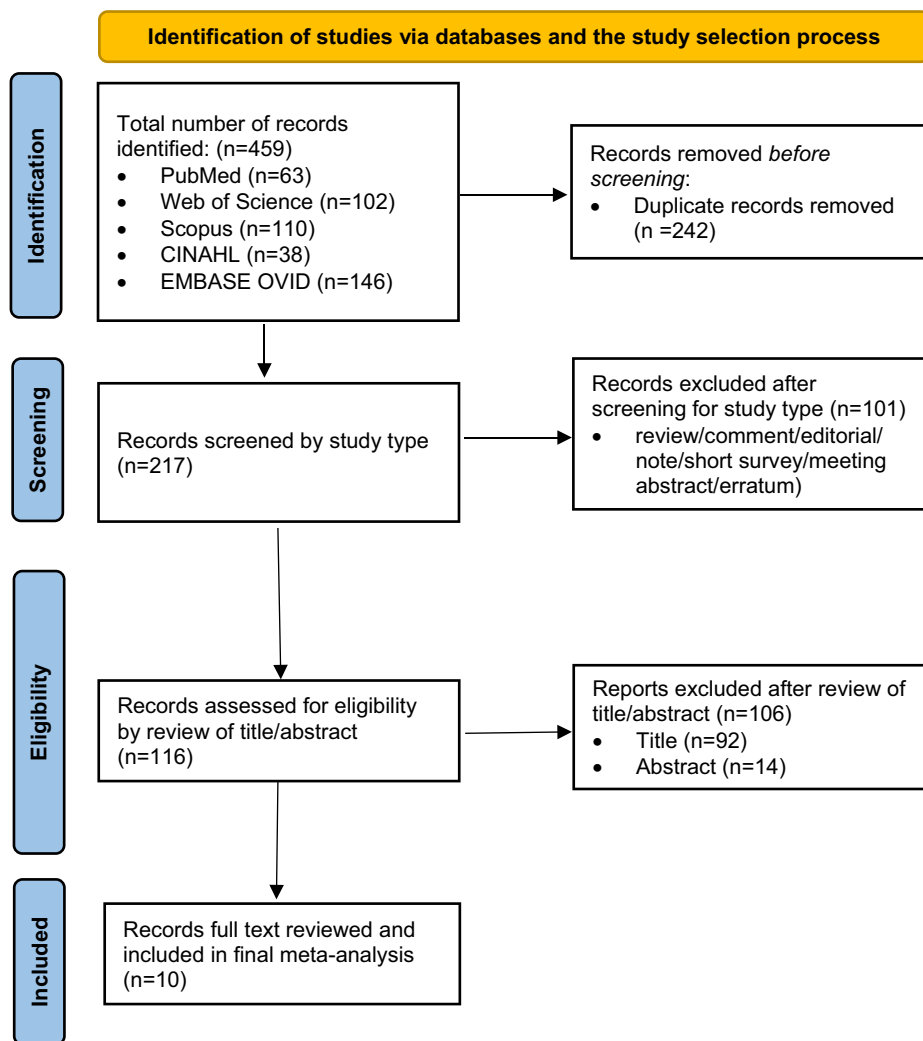 Identification of studies via databases and the study selection process
Identification
Total number of records
identified: (n=459)
• PubMed (n=63)
• Web of Science (n=102)
• Scopus (n=110)
• CINAHL (n=38)
• EMBASE OVID (n=146)
Records removed before
screening:
• Duplicate records removed
(n =242)
Screening
Records screened by study type
(n=217)
Records excluded after
screening for study type (n=101)
• review/comment/editorial/
note/short survey/meeting
abstract/erratum)
Eligibility
Records assessed for eligibility
by review of title/abstract
(n=116)
Reports excluded after review of
title/abstract (n=106)
• Title (n=92)
• Abstract (n=14)
Included
Records full text reviewed and
included in final meta-analysis
(n=10)